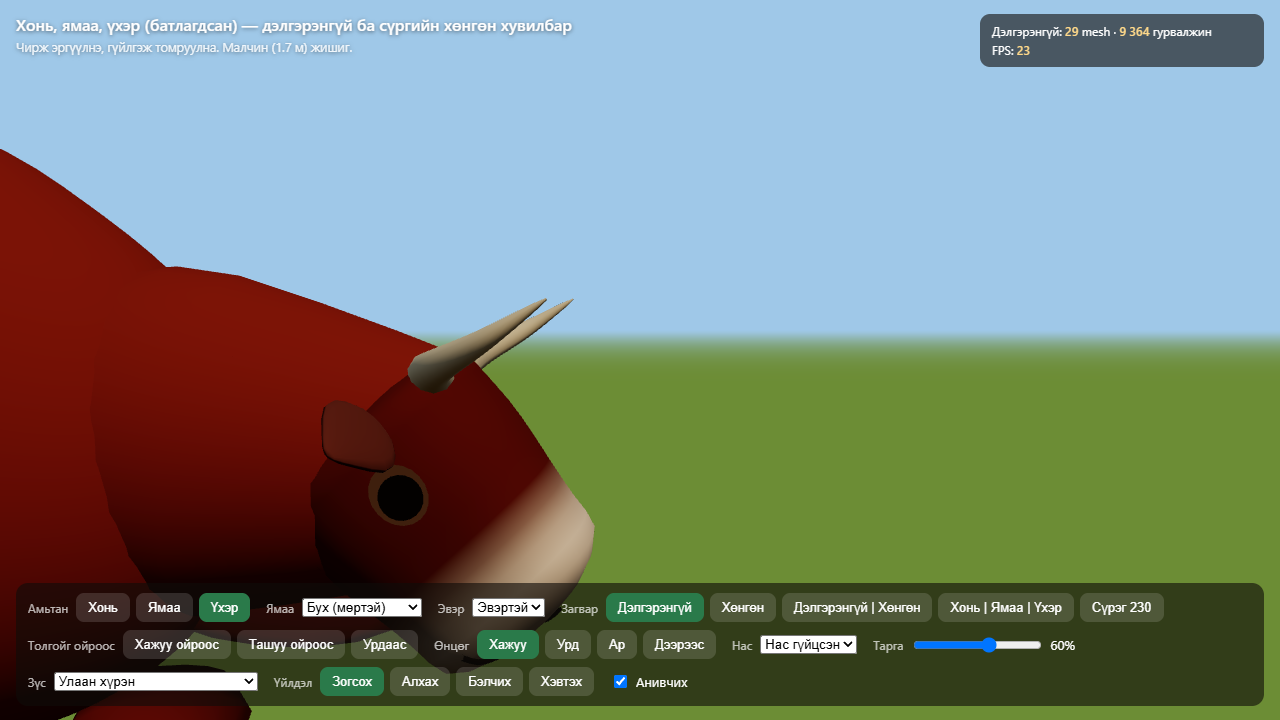 Хонь, ямаа, үхэр (батлагдсан) — дэлгэрэнгүй ба сүргийн хөнгөн хувилбар
Чирж эргүүлнэ, гүйлгэж томруулна. Малчин (1.7 м) жишиг.
Дэлгэрэнгүй: 29 mesh · 9 364 гурвалжин
FPS: 23
Амьтан Хонь Ямаа Үхэр Ямаа Бух (мөртэй) Эвэр Эвэртэй Загвар Дэлгэрэнгүй Хөнгөн Дэлгэрэнгүй | Хөнгөн Хонь | Ямаа | Үхэр Сүрэг 230
Толгойг ойроос Хажуу ойроос Ташуу ойроос Урдаас Өнцөг Хажуу Урд Ар Дээрээс Нас Нас гүйцсэн Тарга 60%
Зүс Улаан хүрэн Үйлдэл Зогсох Алхах Бэлчих Хэвтэх Анивчих